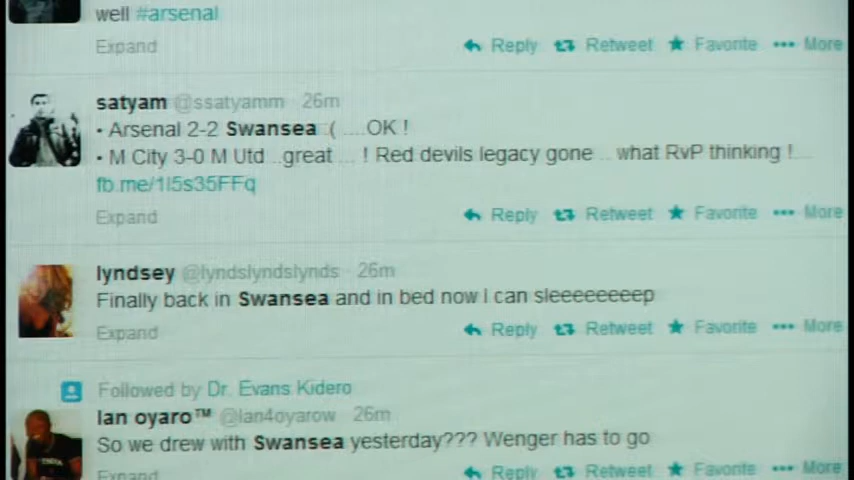 well #arsenal
Expand
Reply Retweet Favorite More
satyam @ssatyamm 26m
• Arsenal 2-2 Swansea :( ....OK !
• M City 3-0 M Utd ..great ... ! Red devils legacy gone .. what RvP thinking ! ...
fb.me/1l5s35FFq
Expand
Reply Retweet Favorite More
lyndsey @lyndslyndslynds 26m
Finally back in Swansea and in bed now I can sleeeeeeeep
Expand
Reply Retweet Favorite More
Followed by Dr. Evans Kidero
Ian oyaro™ @Ian4oyarow 26m
So we drew with Swansea yesterday??? Wenger has to go
Expand
Reply Retweet Favorite More